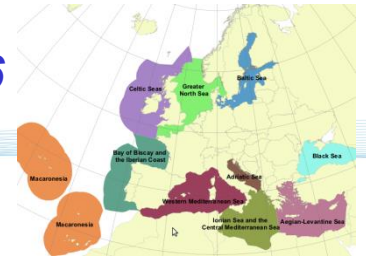 s
Celtic Seas
Greater
North Sea
Baltic Sea
Bay of Biscay and
the Iberian Coast
Black Sea
Macaronesia
Adriatic Sea
Western Mediterranean Sea
Macaronesia
Ionian Sea and the
Central Mediterranean Sea
Aegian-Levantine Sea